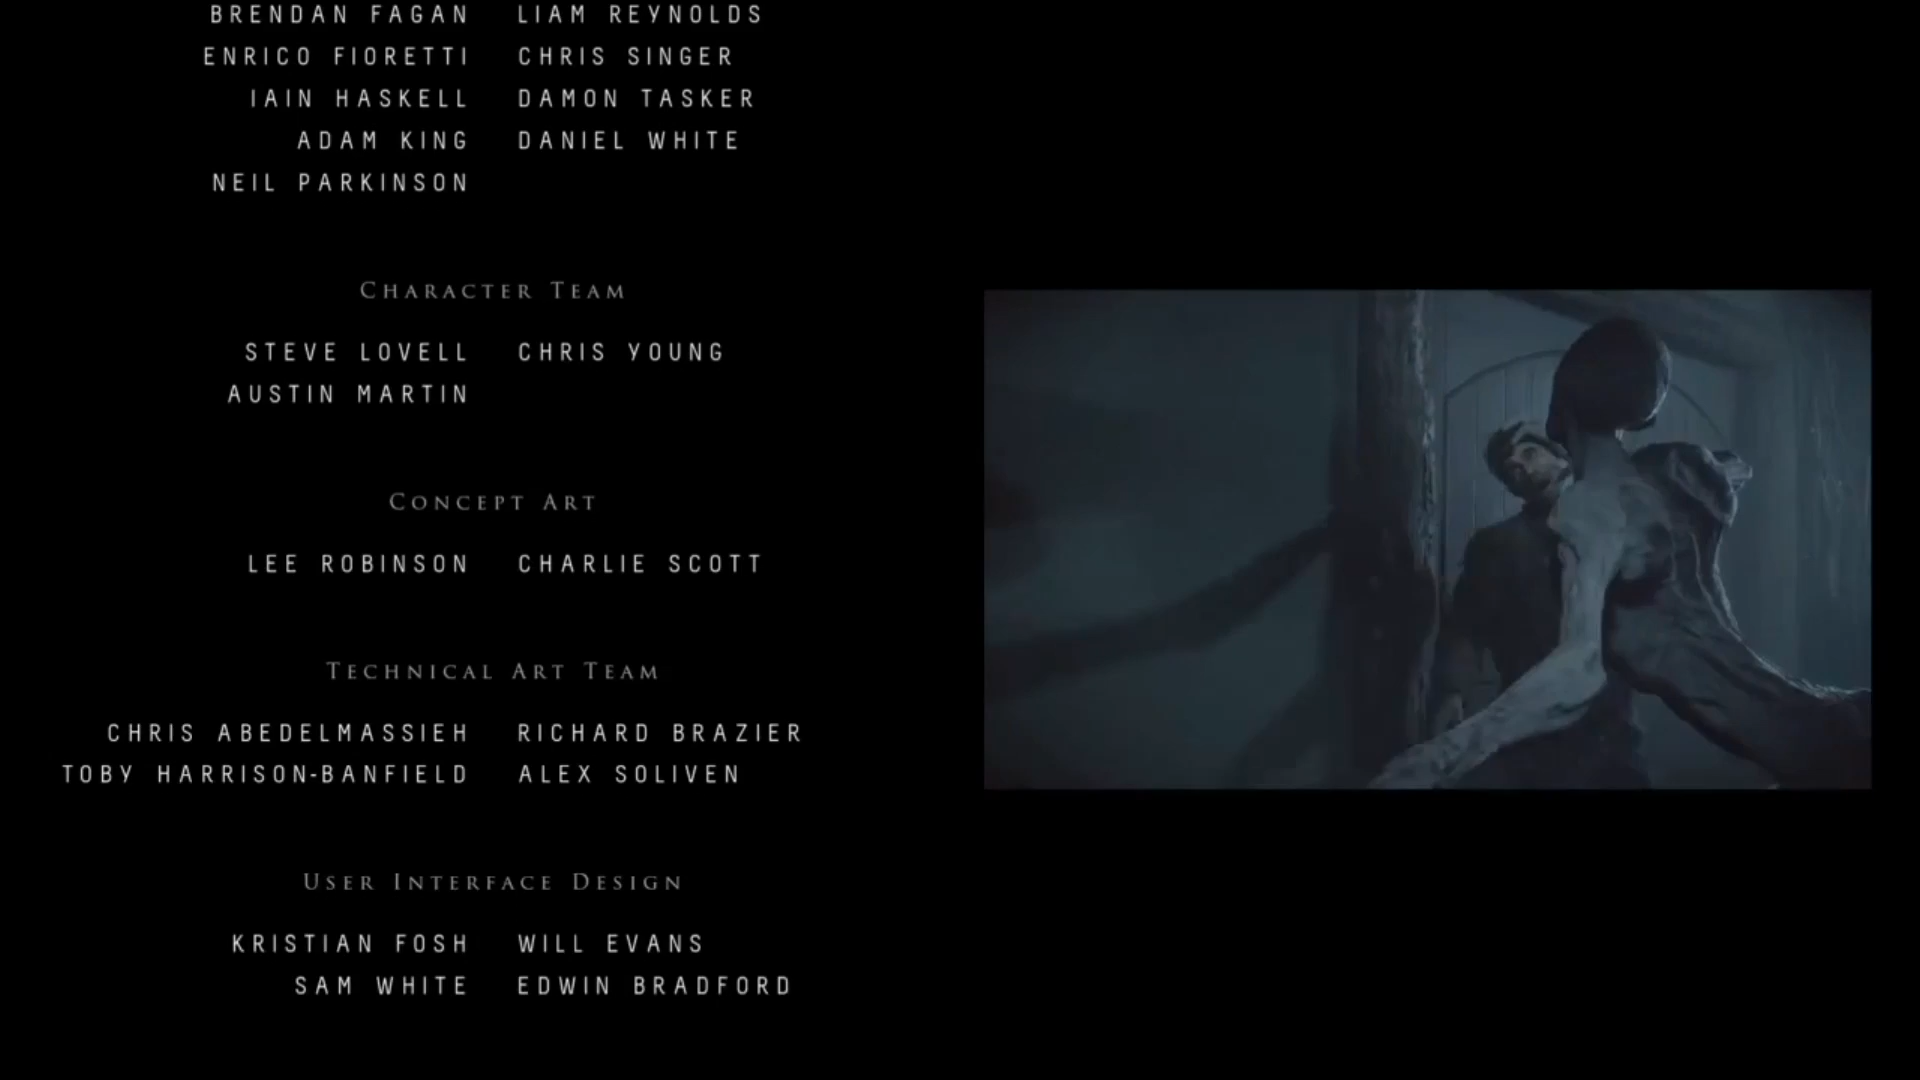 BRENDAN FAGAN LIAM REYNOLDS
ENRICO FIORETTI CHRIS SINGER
IAIN HASKELL DAMON TASKER
ADAM KING DANIEL WHITE
NEIL PARKINSON
CHARACTER TEAM
STEVE LOVELL CHRIS YOUNG
AUSTIN MARTIN
CONCEPT ART
LEE ROBINSON CHARLIE SCOTT
TECHNICAL ART TEAM
CHRIS ABEDELMASSIEH RICHARD BRAZIER
TOBY HARRISON-BANFIELD ALEX SOLIVEN
USER INTERFACE DESIGN
KRISTIAN FOSH WILL EVANS
SAM WHITE EDWIN BRADFORD